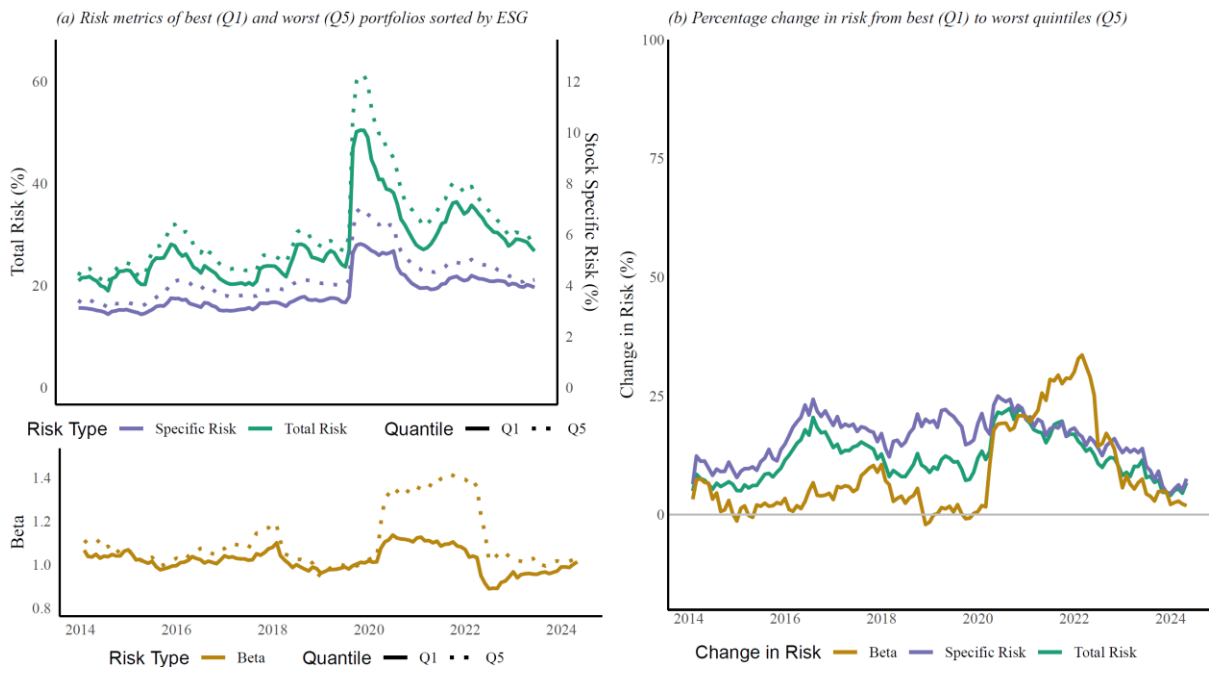 (a) Risk metrics of best (Q1) and worst (Q5) portfolios sorted by ESG
60
40
20
0
Total Risk (%)
12
10
8
6
4
2
0
Stock Specific Risk (%)
Risk Type Specific Risk Total Risk Quantile Q1 Q5
1.4
1.2
1.0
0.8
Beta
2014 2016 2018 2020 2022 2024
Risk Type Beta Quantile Q1 Q5
(b) Percentage change in risk from best (Q1) to worst quintiles (Q5)
100
75
50
25
0
Change in Risk (%)
2014 2016 2018 2020 2022 2024
Change in Risk Beta Specific Risk Total Risk